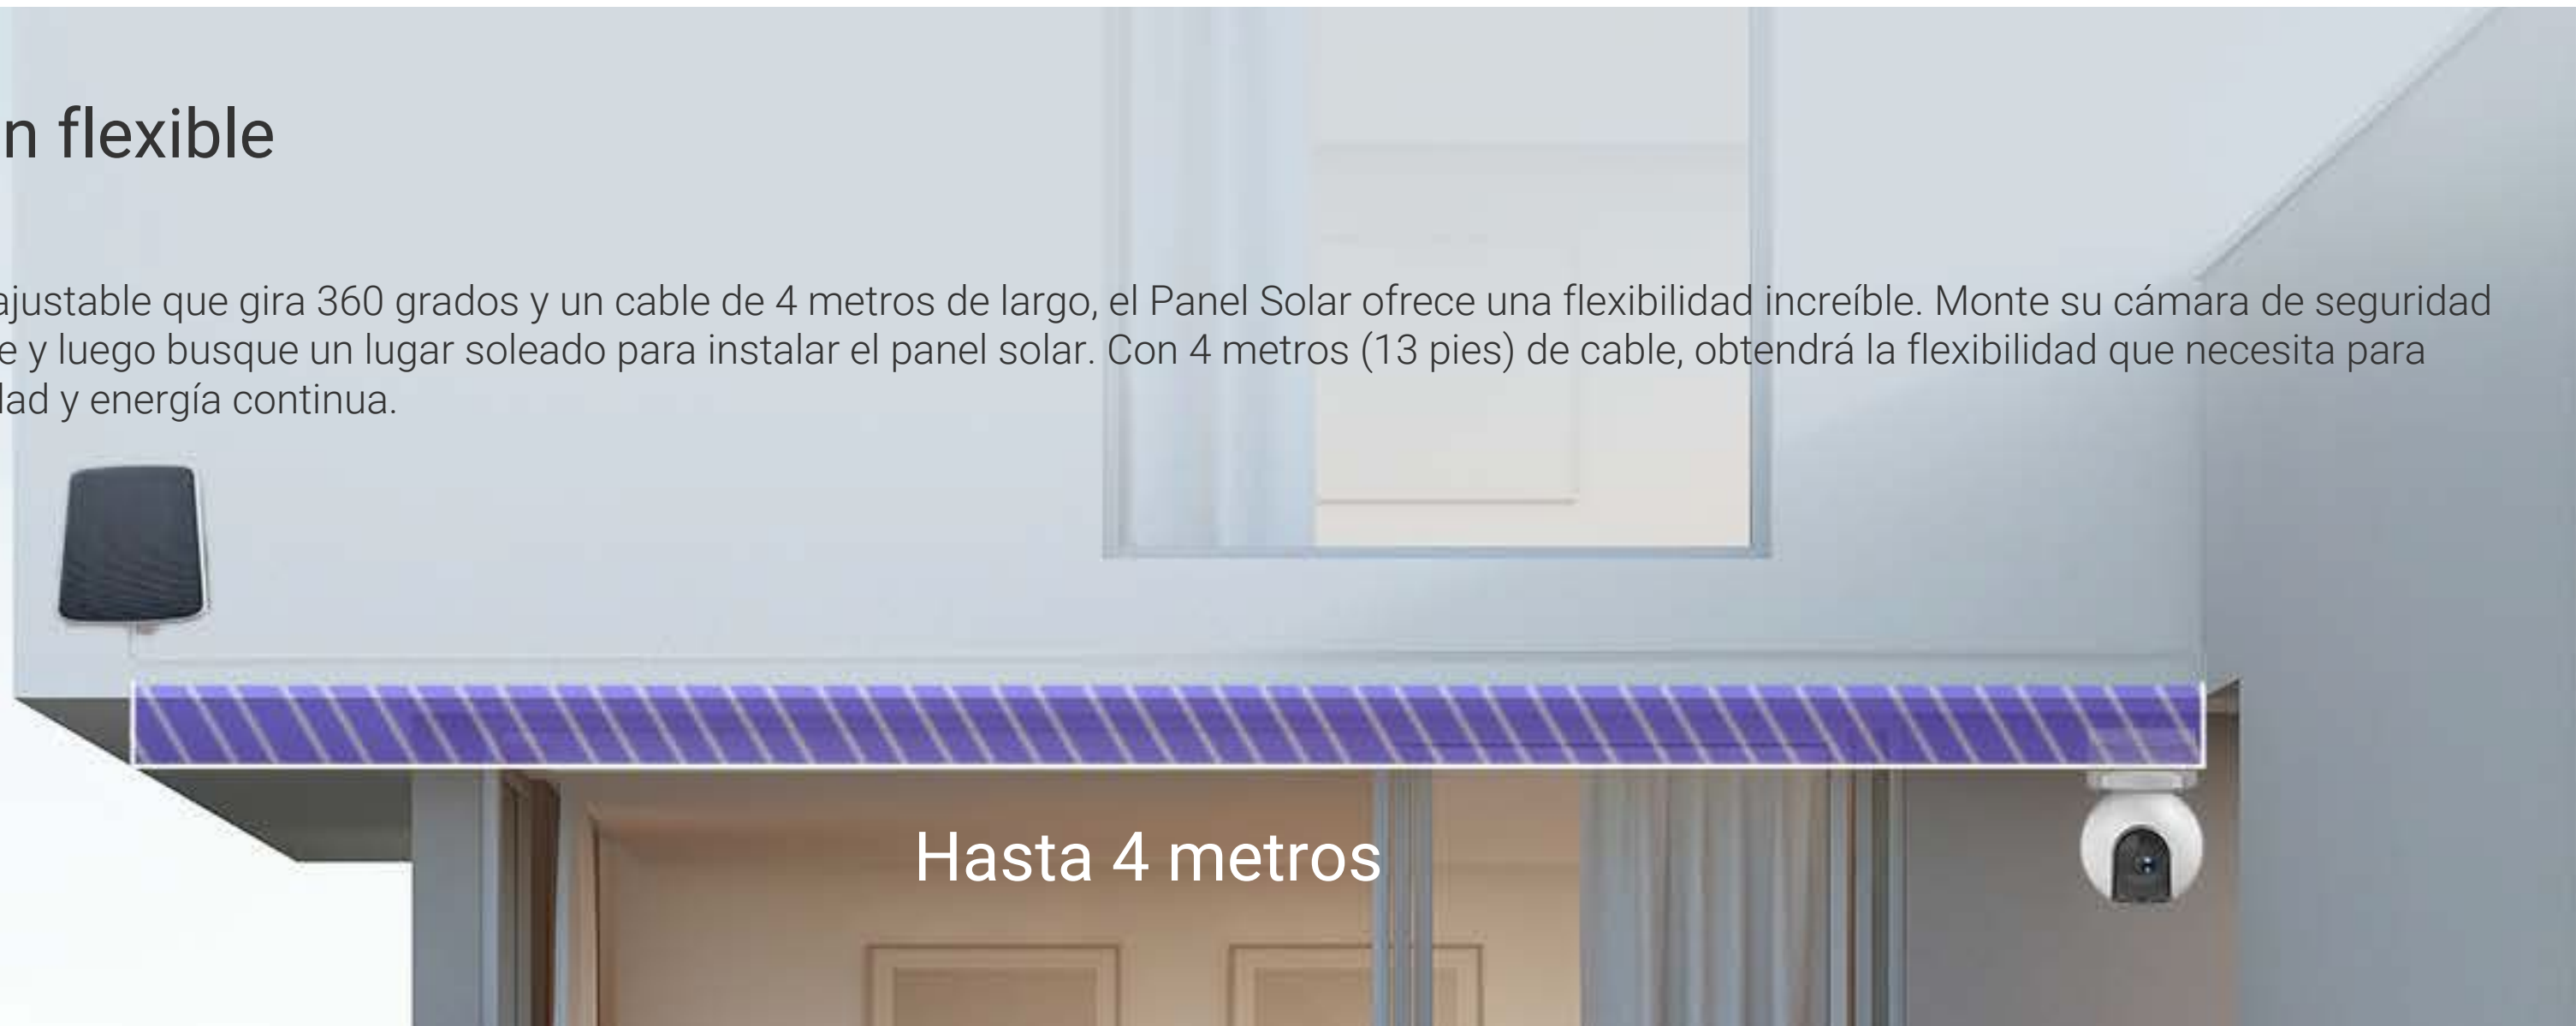 n flexible
ajustable que gira 360 grados y un cable de 4 metros de largo, el Panel Solar ofrece una flexibilidad increíble. Monte su cámara de seguridad
e y luego busque un lugar soleado para instalar el panel solar. Con 4 metros (13 pies) de cable, obtendrá la flexibilidad que necesita para
dad y energía continua.
Hasta 4 metros